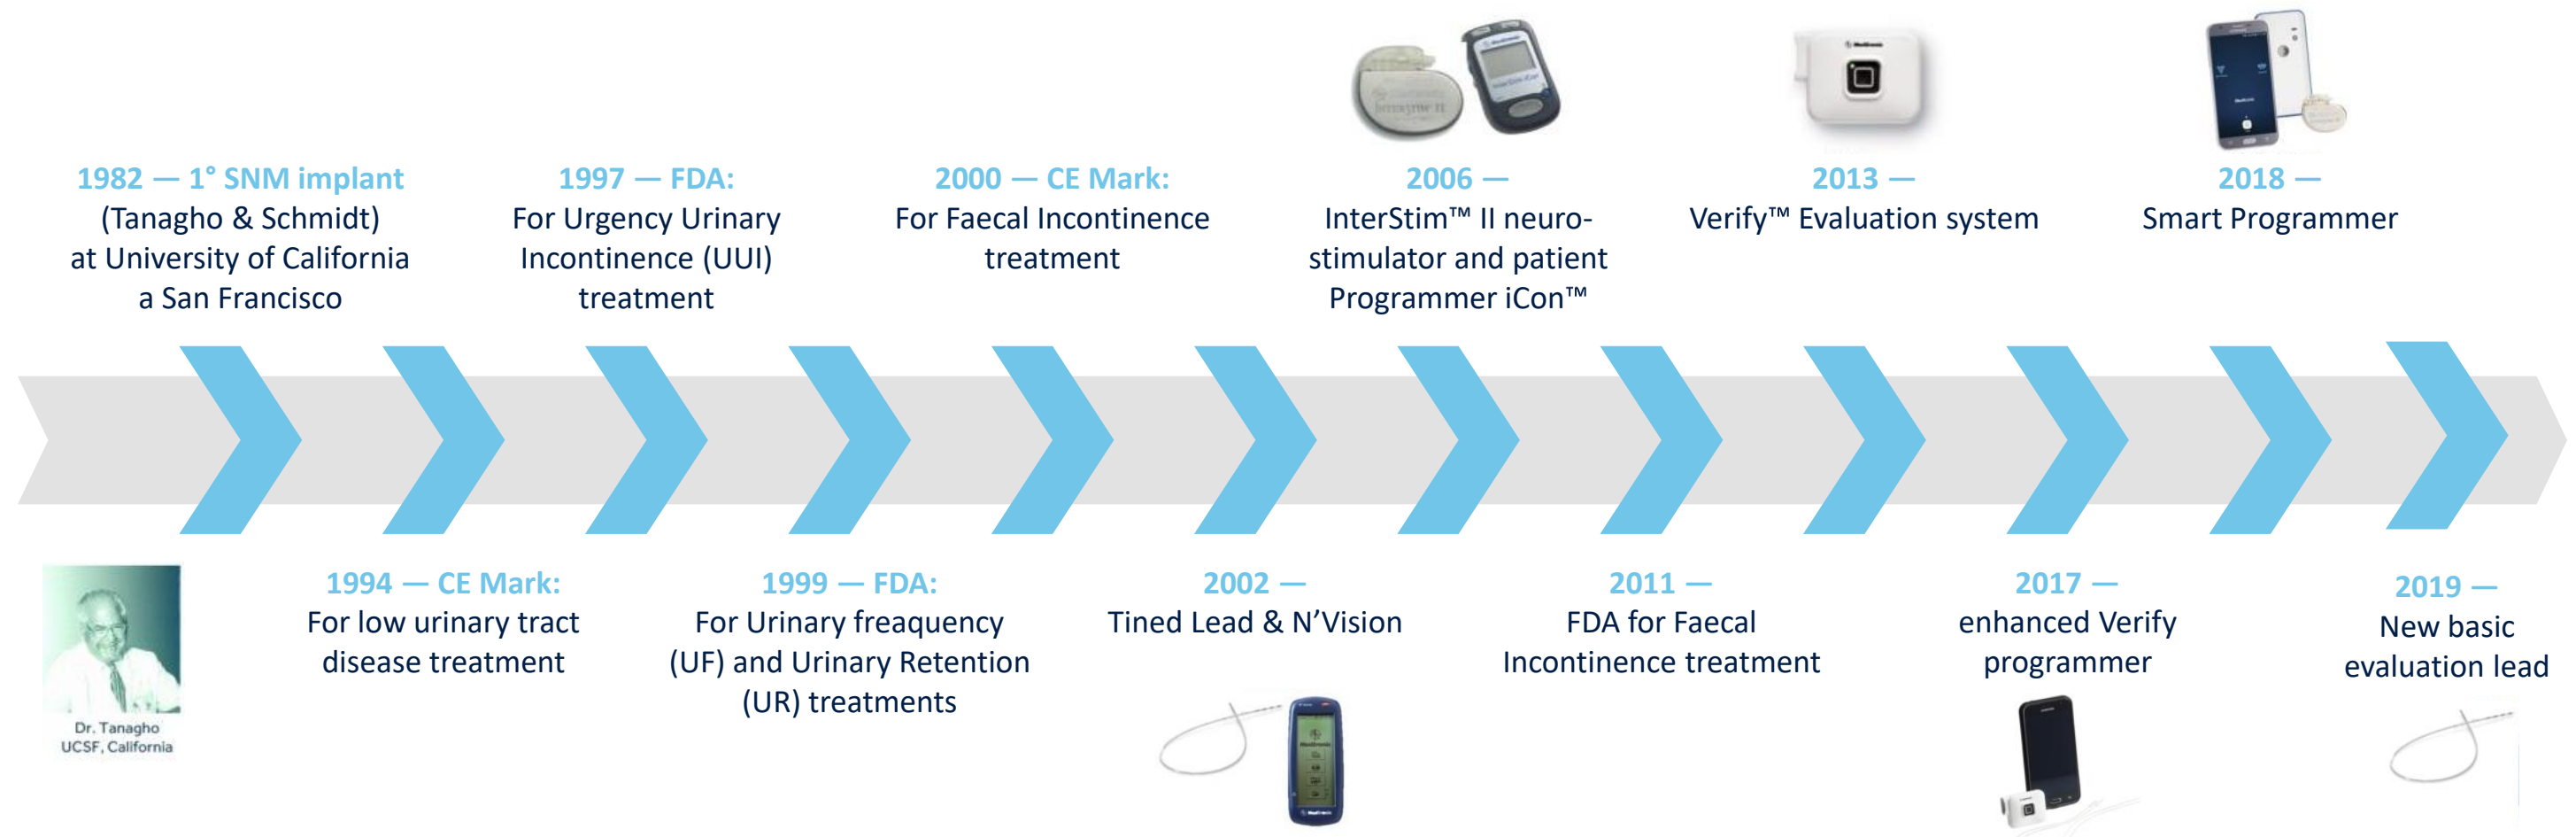 1982 — 1° SNM implant
(Tanagho & Schmidt)
at University of California
a San Francisco
1997 — FDA:
For Urgency Urinary
Incontinence (UUI)
treatment
2000 — CE Mark:
For Faecal Incontinence
treatment
2006 —
InterStim™ II neuro-
stimulator and patient
Programmer iCon™
2013 —
Verify™ Evaluation system
2018 —
Smart Programmer
Dr. Tanagho
UCSF, California
1994 — CE Mark:
For low urinary tract
disease treatment
1999 — FDA:
For Urinary freaquency
(UF) and Urinary Retention
(UR) treatments
2002 —
Tined Lead & N’Vision
Medtronic
2011 —
FDA for Faecal
Incontinence treatment
2017 —
enhanced Verify
programmer
2019 —
New basic
evaluation lead